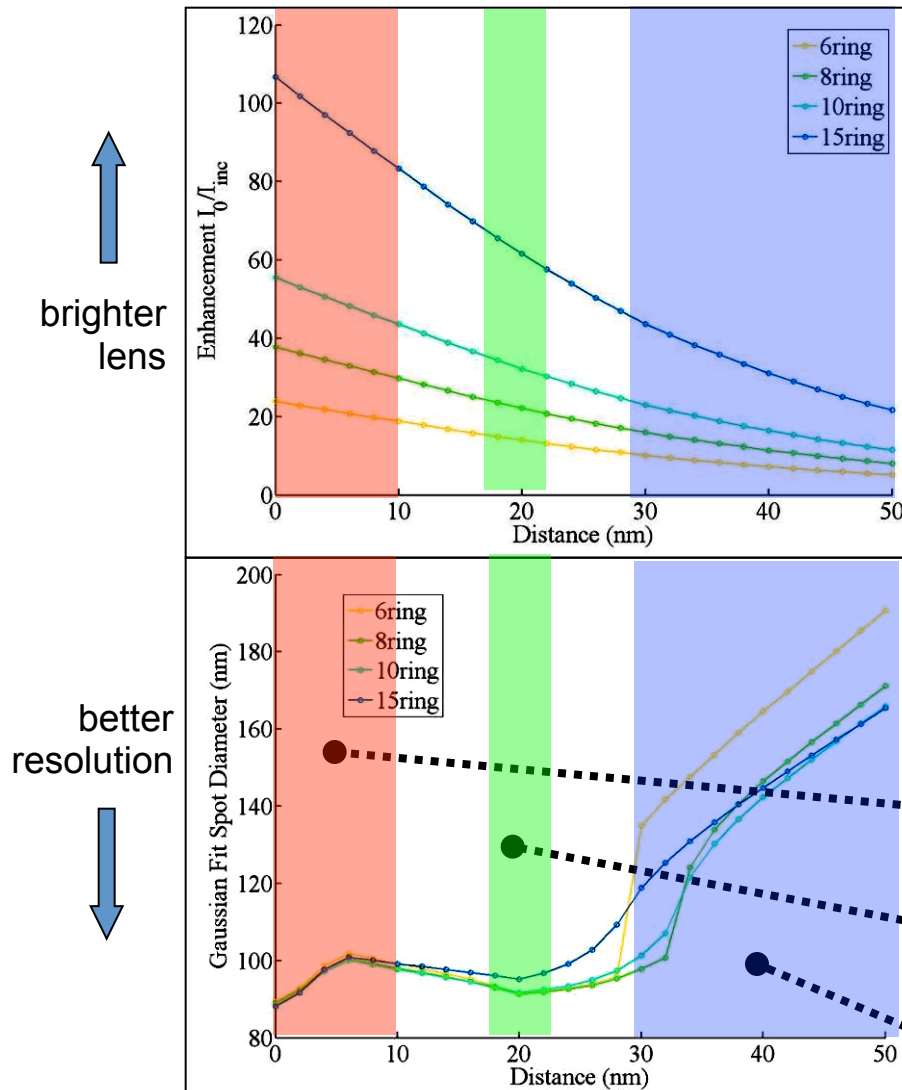 brighter
lens
Enhancement I_0/I_inc
120
100
80
60
40
20
0
6ring
8ring
10ring
15ring
0 10 20 30 40 50
Distance (nm)
better
resolution
Gaussian Fit Spot Diameter (nm)
200
180
160
140
120
100
80
6ring
8ring
10ring
15ring
0 10 20 30 40 50
Distance (nm)